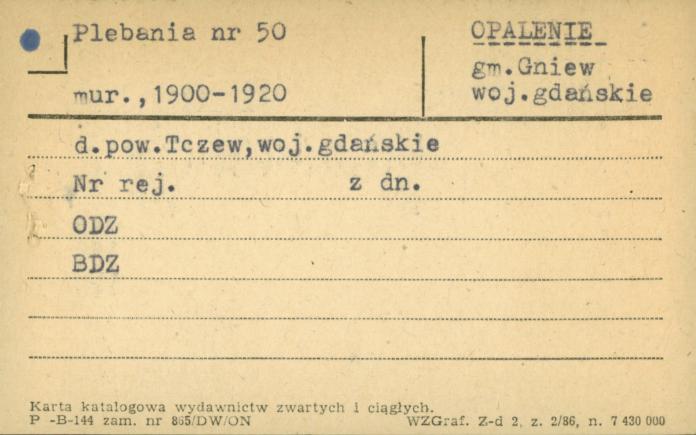 Plebania nr 50
OPALENIE
gm.Gniew
mur.,1900-1920
woj.gdańskie
d.pow.Tczew,woj.gdańskie
Nr rej. z dn.
ODZ
BDZ
Karta katalogowa wydawnictw zwartych i ciągłych.
P -B-144 zam. nr 865/DW/ON WZGraf. Z-d 2, z. 2/86, n. 7 430 000